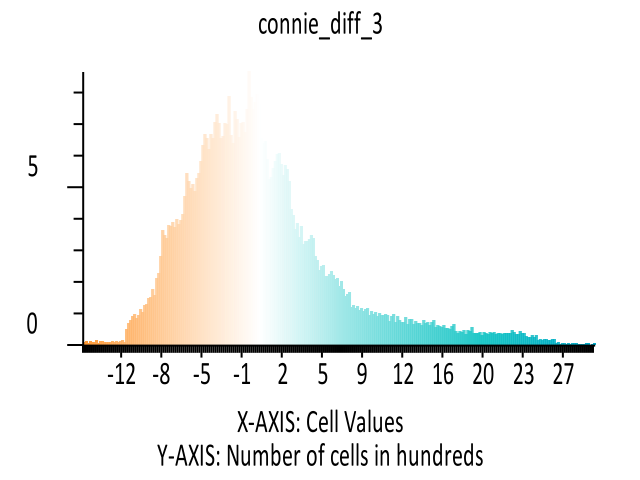 connie_diff_3
5
0
-12 -8 -5 -1 2 5 9 12 16 20 23 27
X-AXIS: Cell Values
Y-AXIS: Number of cells in hundreds